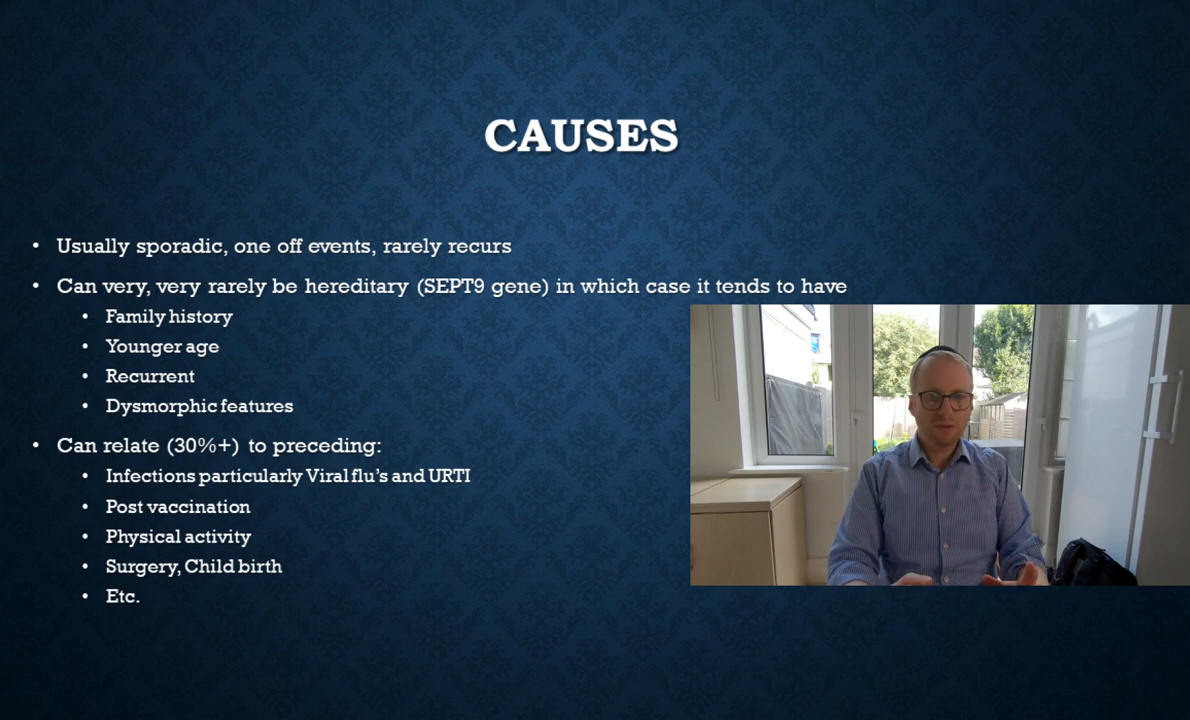 CAUSES
Usually sporadic, one off events, rarely recurs
Can very, very rarely be hereditary (SEPT9 gene) in which case it tends to have
Family history
Younger age
Recurrent
Dysmorphic features
Can relate (30%+) to preceding:
Infections particularly Viral flu's and URTI
Post vaccination
Physical activity
Surgery, Child birth
Etc.